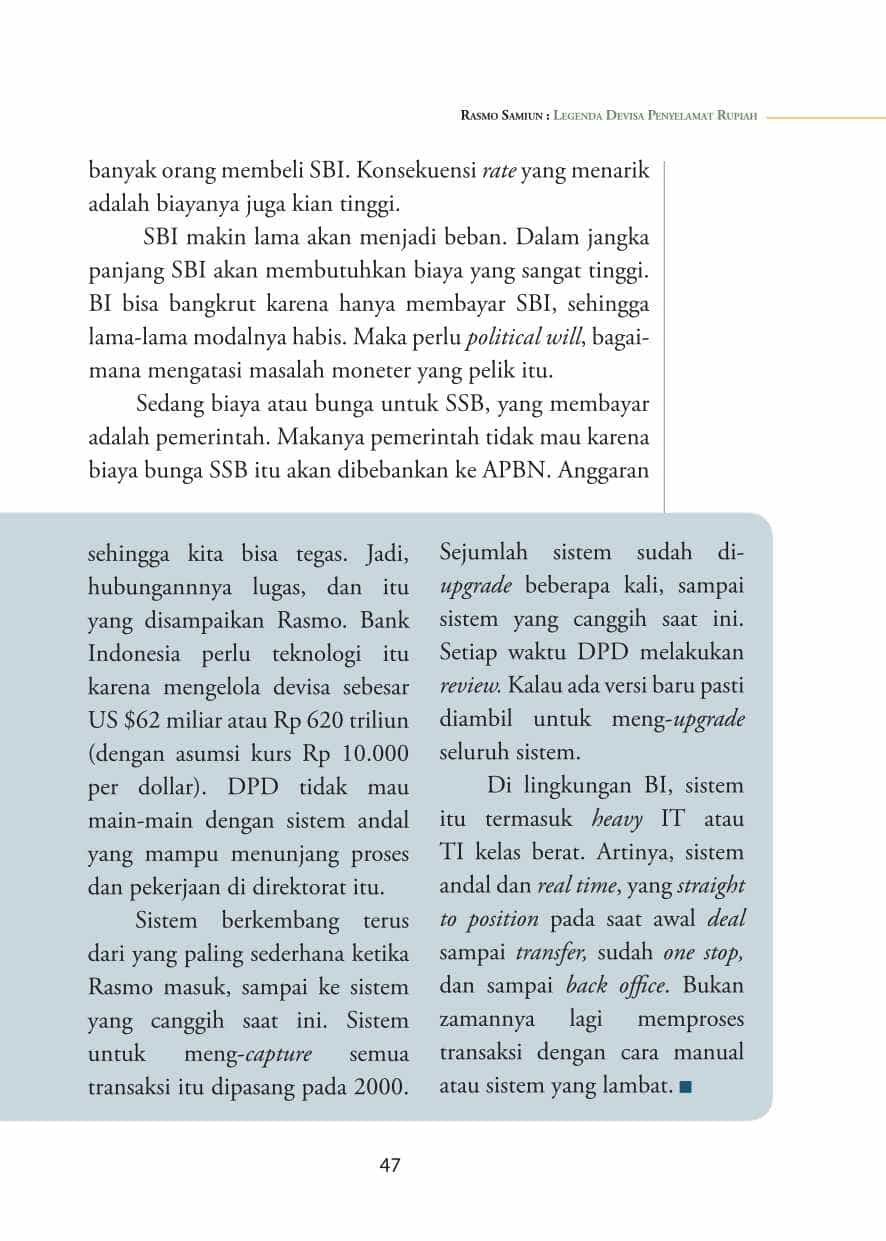 Rasmo Samiun : Legenda Devisa Penyelamat Rupiah
banyak orang membeli SBI. Konsekuensi rate yang menarik
adalah biayanya juga kian tinggi.
SBI makin lama akan menjadi beban. Dalam jangka
panjang SBI akan membutuhkan biaya yang sangat tinggi.
BI bisa bangkrut karena hanya membayar SBI, sehingga
lama-lama modalnya habis. Maka perlu political will, bagai-
mana mengatasi masalah moneter yang pelik itu.
Sedang biaya atau bunga untuk SSB, yang membayar
adalah pemerintah. Makanya pemerintah tidak mau karena
biaya bunga SSB itu akan dibebankan ke APBN. Anggaran
sehingga kita bisa tegas. Jadi,
hubungannnya lugas, dan itu
yang disampaikan Rasmo. Bank
Indonesia perlu teknologi itu
karena mengelola devisa sebesar
US $62 miliar atau Rp 620 triliun
(dengan asumsi kurs Rp 10.000
per dollar). DPD tidak mau
main-main dengan sistem andal
yang mampu menunjang proses
dan pekerjaan di direktorat itu.
Sistem berkembang terus
dari yang paling sederhana ketika
Rasmo masuk, sampai ke sistem
yang canggih saat ini. Sistem
untuk meng-capture semua
transaksi itu dipasang pada 2000.
Sejumlah sistem sudah di-
upgrade beberapa kali, sampai
sistem yang canggih saat ini.
Setiap waktu DPD melakukan
review. Kalau ada versi baru pasti
diambil untuk meng-upgrade
seluruh sistem.
Di lingkungan BI, sistem
itu termasuk heavy IT atau
TI kelas berat. Artinya, sistem
andal dan real time, yang straight
to position pada saat awal deal
sampai transfer, sudah one stop,
dan sampai back office. Bukan
zamannya lagi memproses
transaksi dengan cara manual
atau sistem yang lambat. ■
47